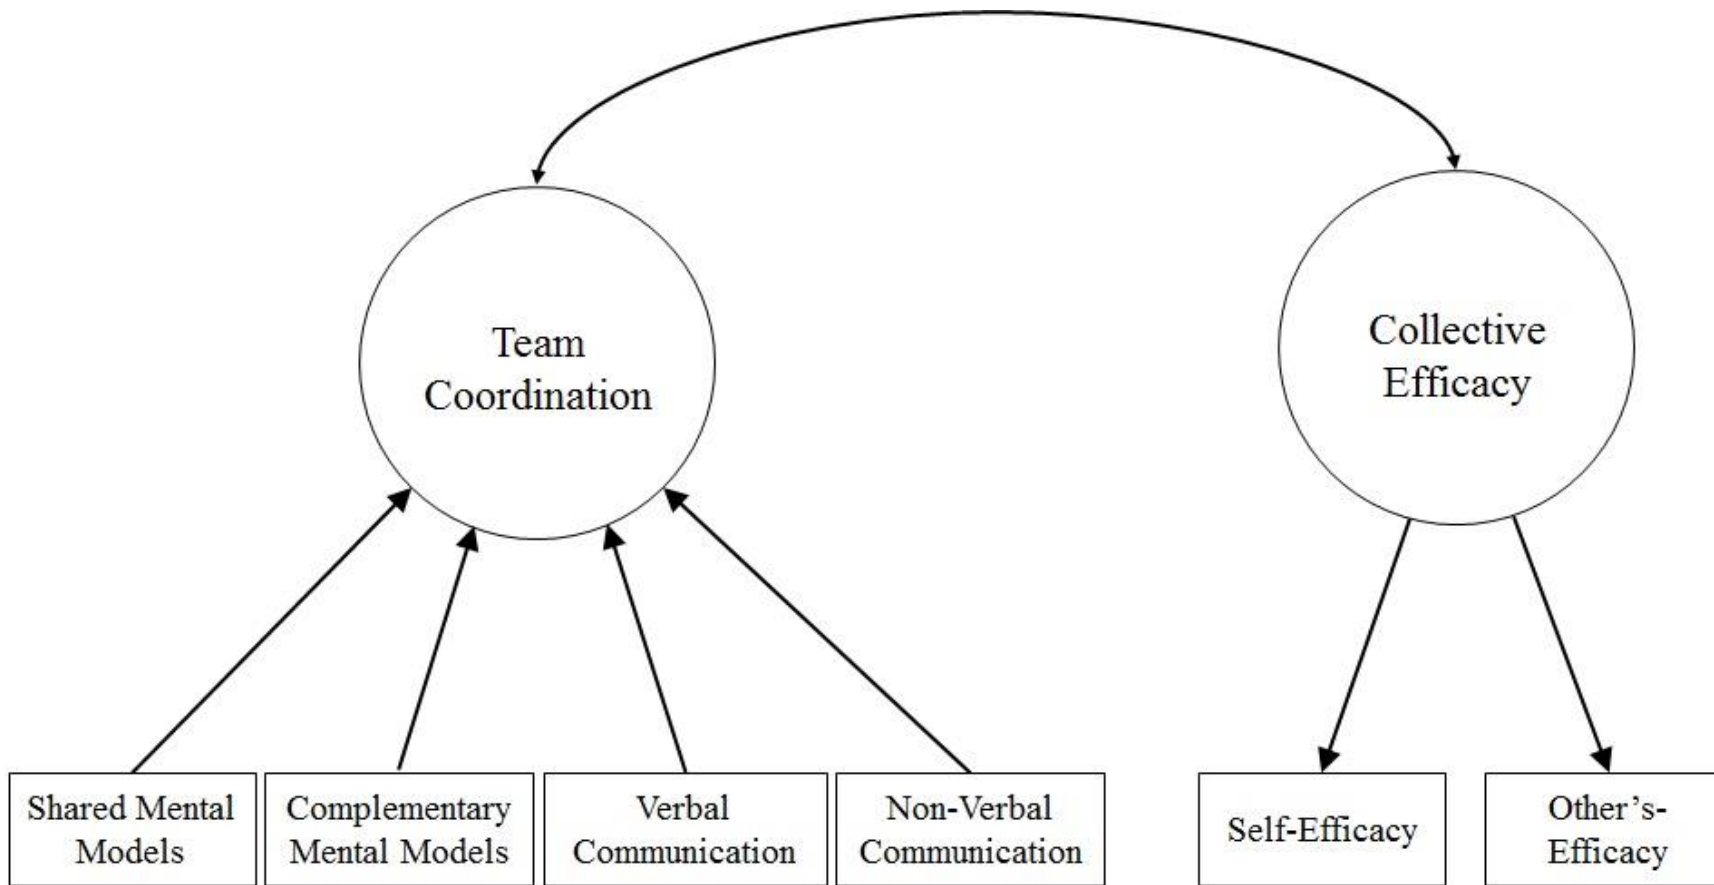 Team
Coordination
Collective
Efficacy
Shared Mental
Models
Complementary
Mental Models
Verbal
Communication
Non-Verbal
Communication
Self-Efficacy
Other’s-
Efficacy